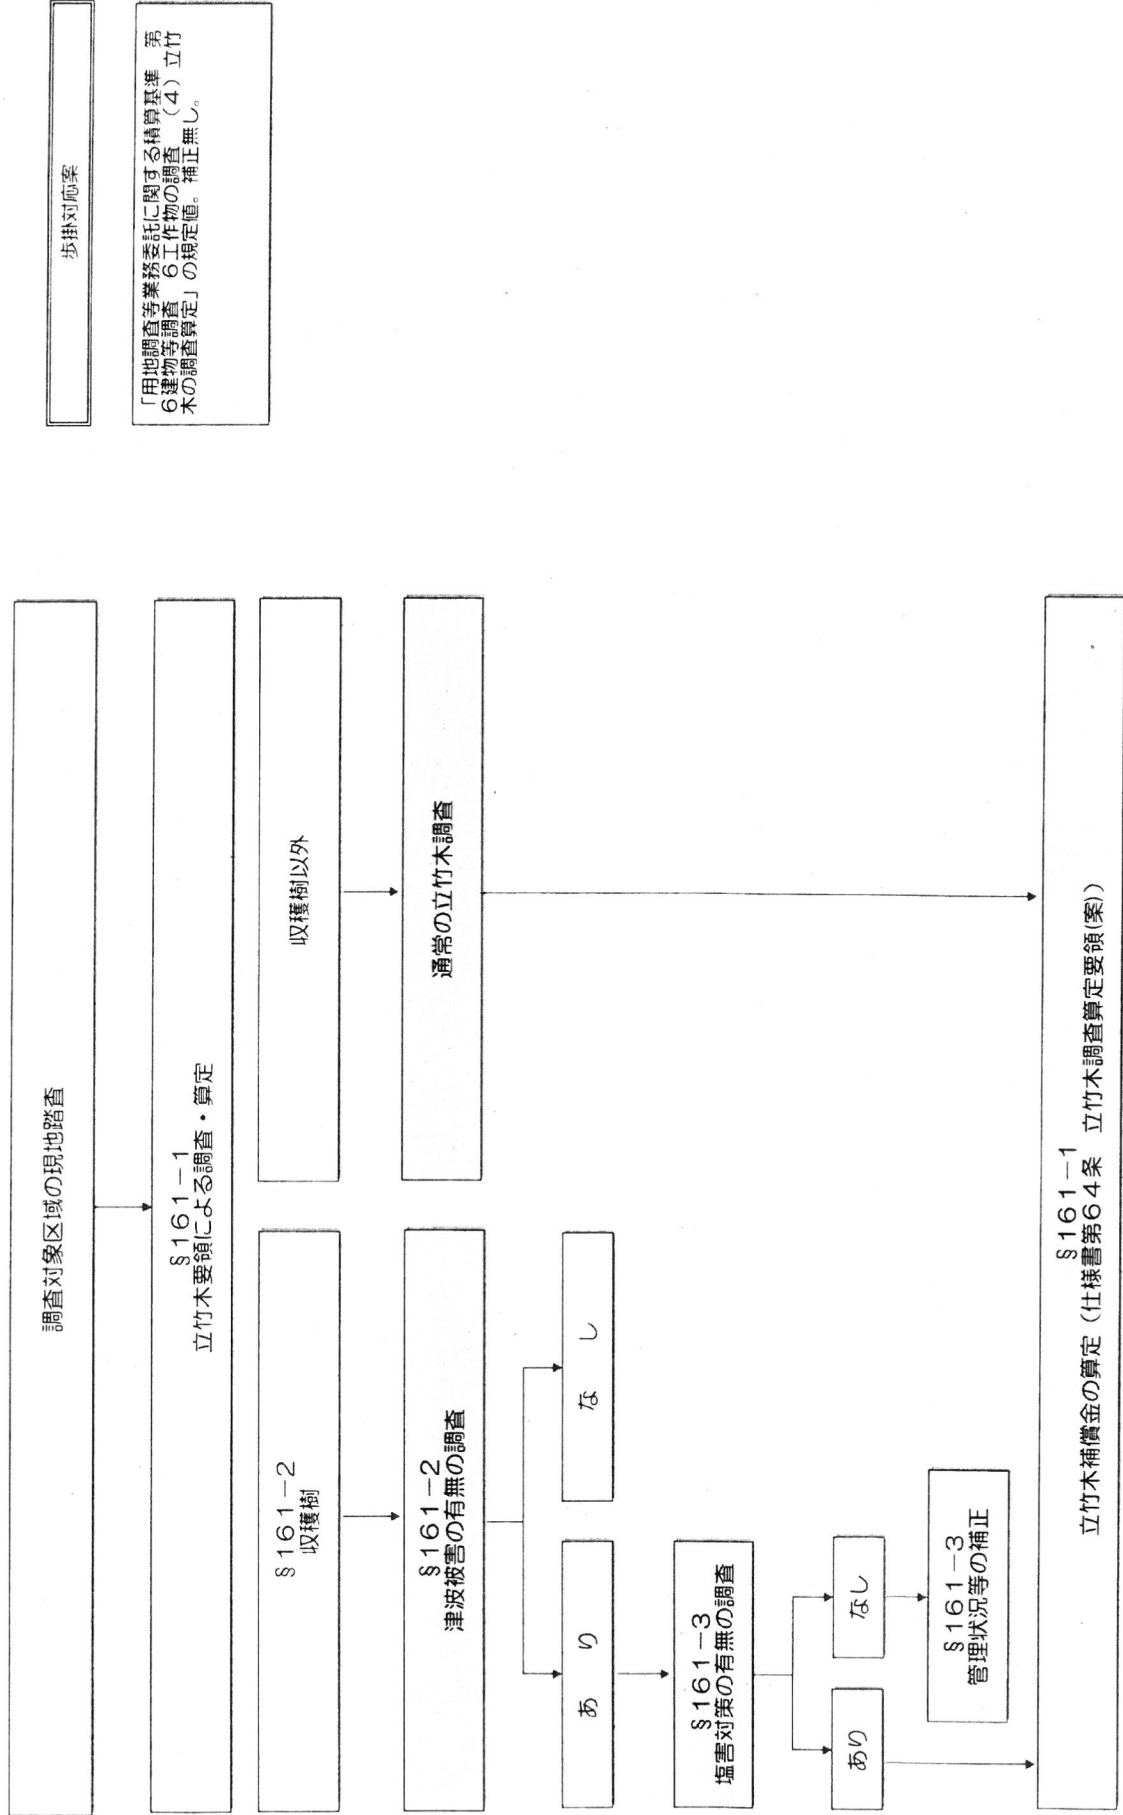 調査対象区域の現地踏査
§161－1
立竹木要領による調査・算定
§161－2
収穫樹
収穫樹以外
§161－2
津波被害の有無の調査
通常の立竹木調査
あ り
な し
§161－3
塩害対策の有無の調査
あり
なし
§161－3
管理状況等の補正
§161－1
立竹木補償金の算定（仕様書第64条 立竹木調査算定要領(案)）
歩掛対応案
「用地調査等業務委託に関する積算基準 第
6建物等調査 6工作物の調査 （4）立竹
木の調査算定」の規定値。補正無し。